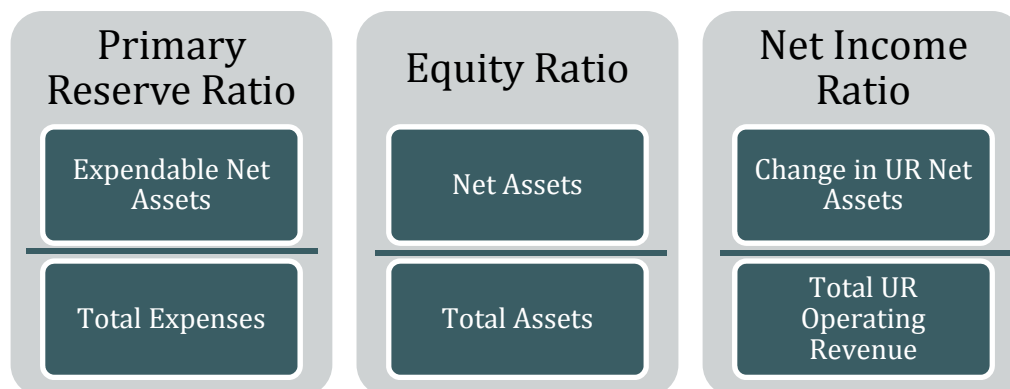 Primary
Reserve Ratio
Expendable Net
Assets
Total Expenses
Equity Ratio
Net Assets
Total Assets
Net Income
Ratio
Change in UR Net
Assets
Total UR
Operating
Revenue